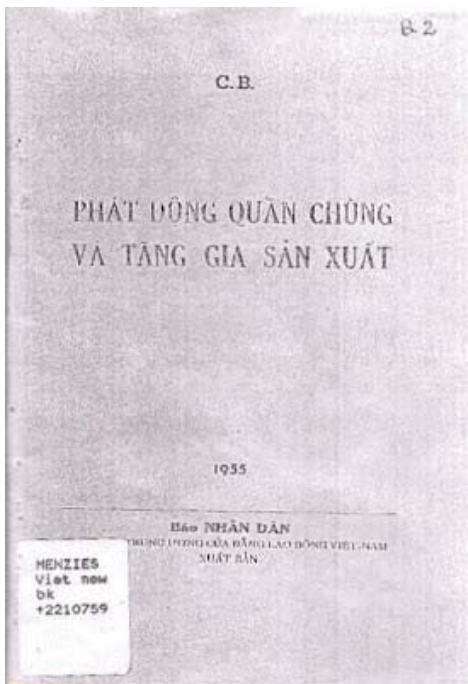 B.2
C.B.
PHÁT ĐỘNG QUẦN CHÚNG
VÀ TĂNG GIA SẢN XUẤT
1955
Báo NHÂN DÂN
TRUNG ƯƠNG CỦA ĐẢNG LAO ĐỘNG VIỆT-NAM
XUẤT BẢN
MENZIES
Viet now
bk
+2210759